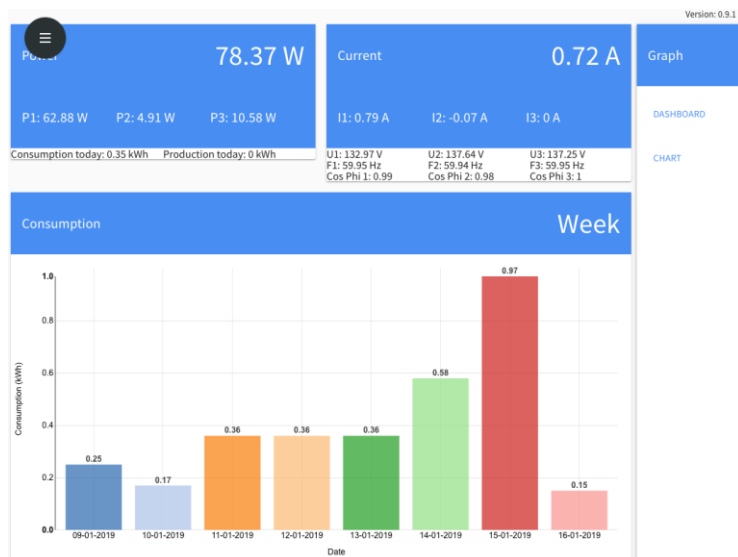 Version: 0.9.1
Power
78.37 W
P1: 62.88 W P2: 4.91 W P3: 10.58 W
Consumption today: 0.35 kWh Production today: 0 kWh
Current
0.72 A
I1: 0.79 A I2: -0.07 A I3: 0 A
U1: 132.97 V U2: 137.64 V U3: 137.25 V
F1: 59.95 Hz F2: 59.94 Hz F3: 59.95 Hz
Cos Phi 1: 0.99 Cos Phi 2: 0.98 Cos Phi 3: 1
Graph
DASHBOARD
CHART
Consumption
Week
Consumption (kWh)
1.0
0.8
0.6
0.4
0.2
0.0
0.25
0.17
0.36
0.36
0.36
0.58
0.97
0.15
09-01-2019 10-01-2019 11-01-2019 12-01-2019 13-01-2019 14-01-2019 15-01-2019 16-01-2019
Date